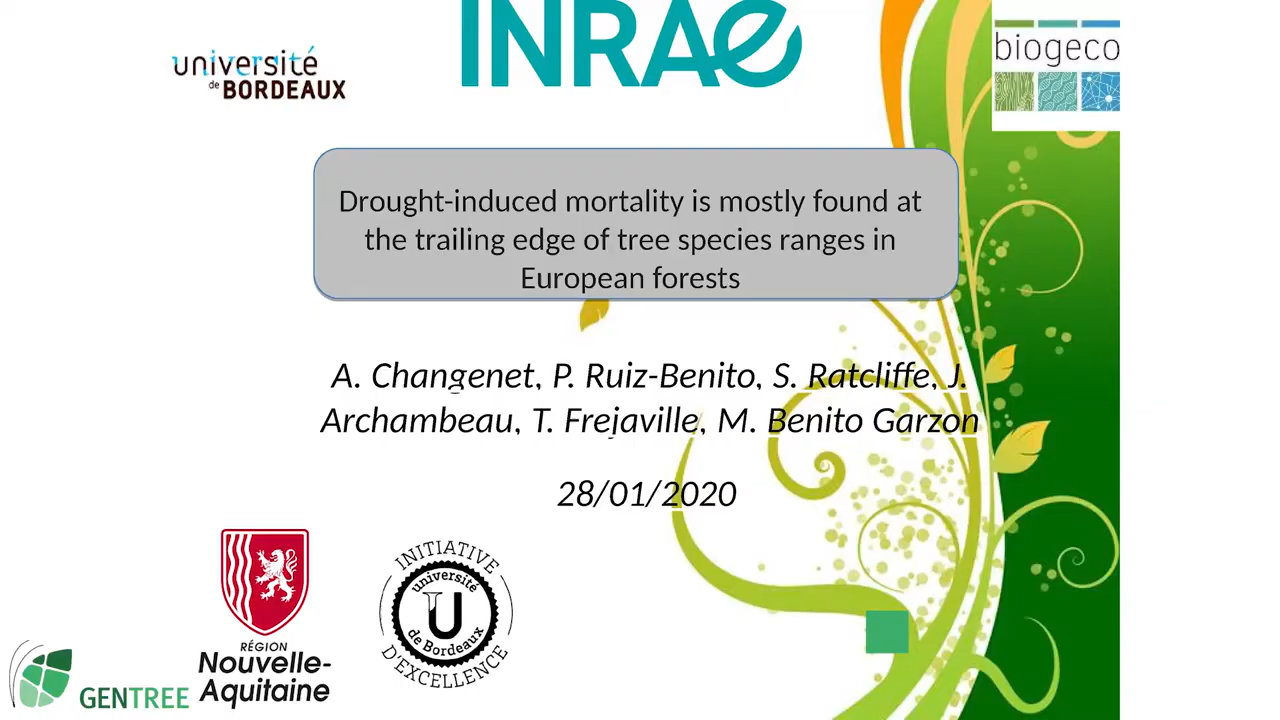 université
de BORDEAUX
INRAE
biogeco
Drought-induced mortality is mostly found at
the trailing edge of tree species ranges in
European forests
A. Changenet, P. Ruiz-Benito, S. Ratcliffe, J.
Archambeau, T. Frejaville, M. Benito Garzon
28/01/2020
INITIATIVE
université
U
de Bordeaux
D'EXCELLENCE
RÉGION
Nouvelle-
Aquitaine
GENTREE